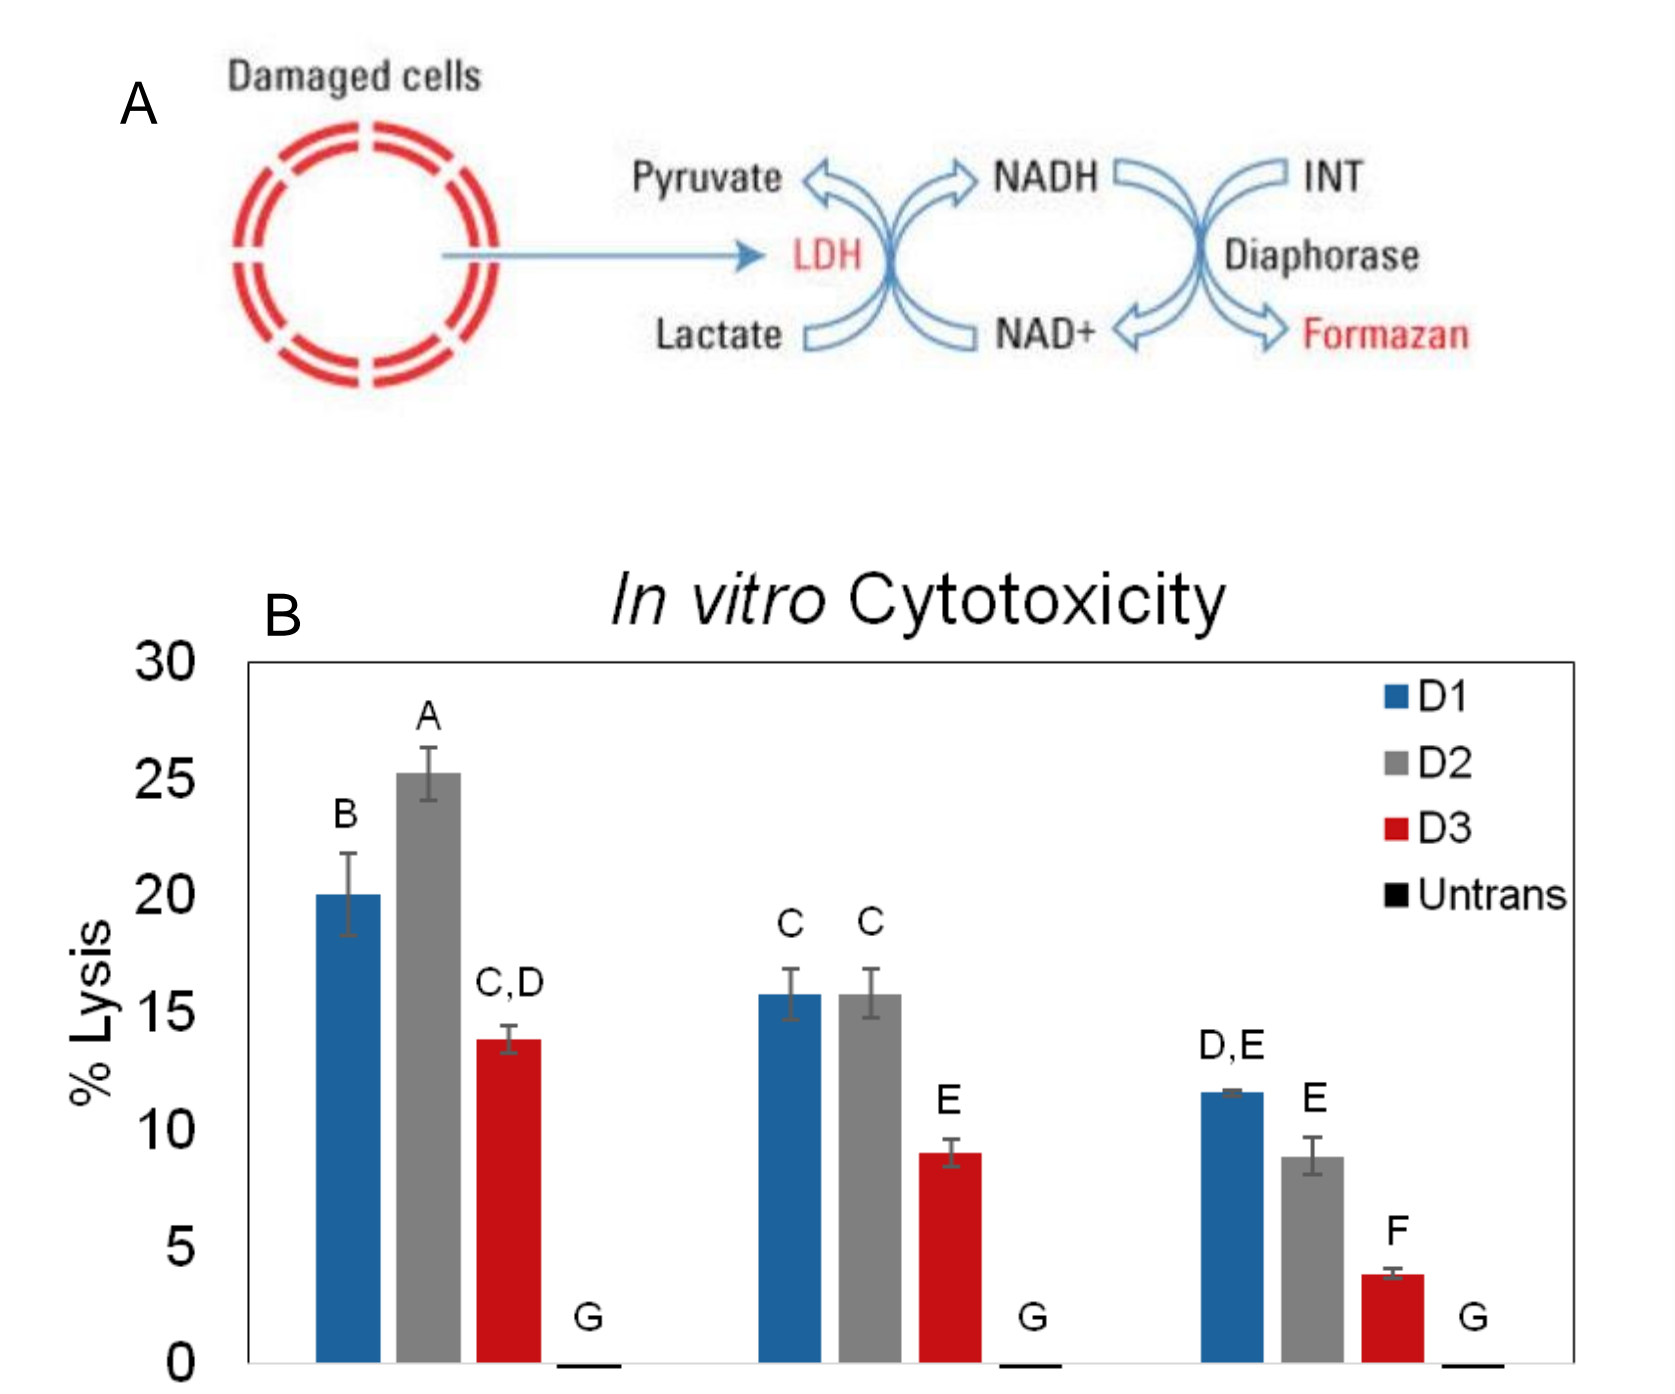 A
Damaged cells
Pyruvate
NADH
INT
LDH
Diaphorase
Lactate
NAD+
Formazan
B
In vitro Cytotoxicity
% Lysis
30
25
20
15
10
5
0
D1
D2
D3
Untrans
B
A
C,D
G
C
C
E
G
D,E
E
F
G